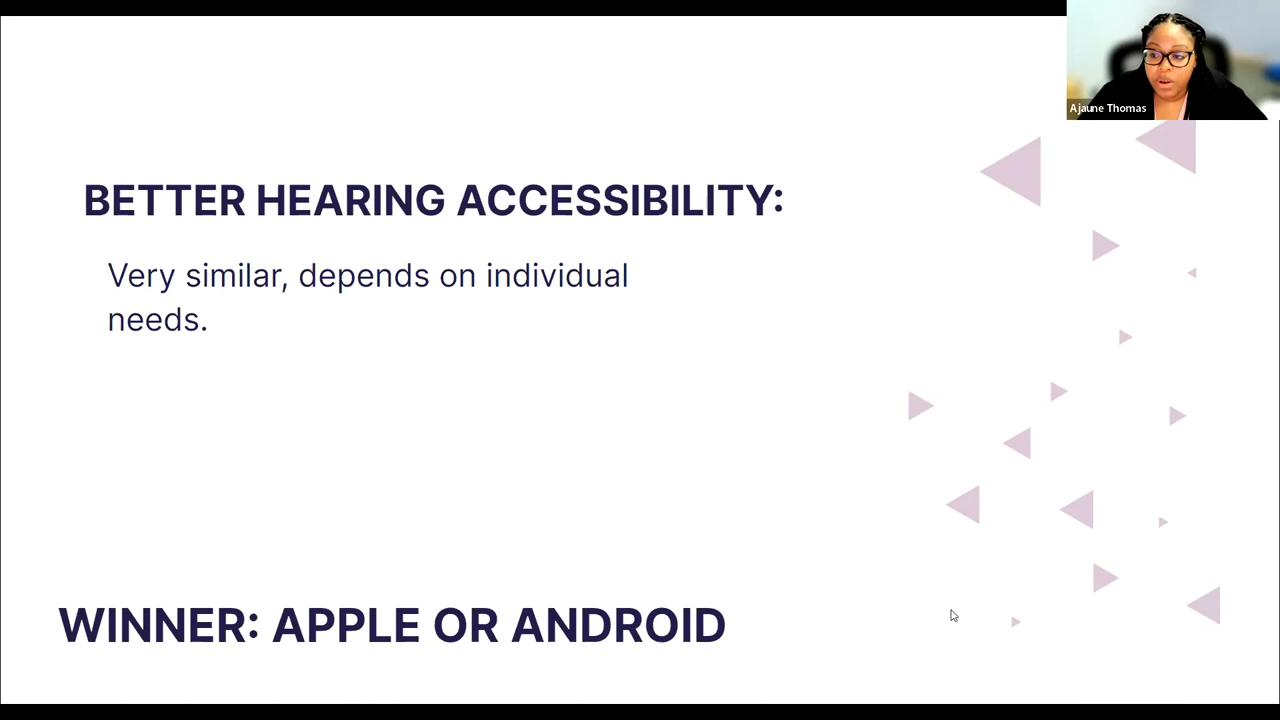 Ajaune Thomas
BETTER HEARING ACCESSIBILITY:
Very similar, depends on individual
needs.
WINNER: APPLE OR ANDROID